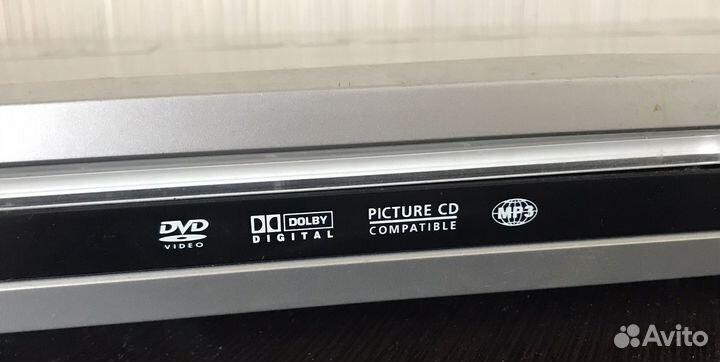 DVD
VIDEO
DOLBY
DIGITAL
PICTURE CD
COMPATIBLE
MP3
Avito